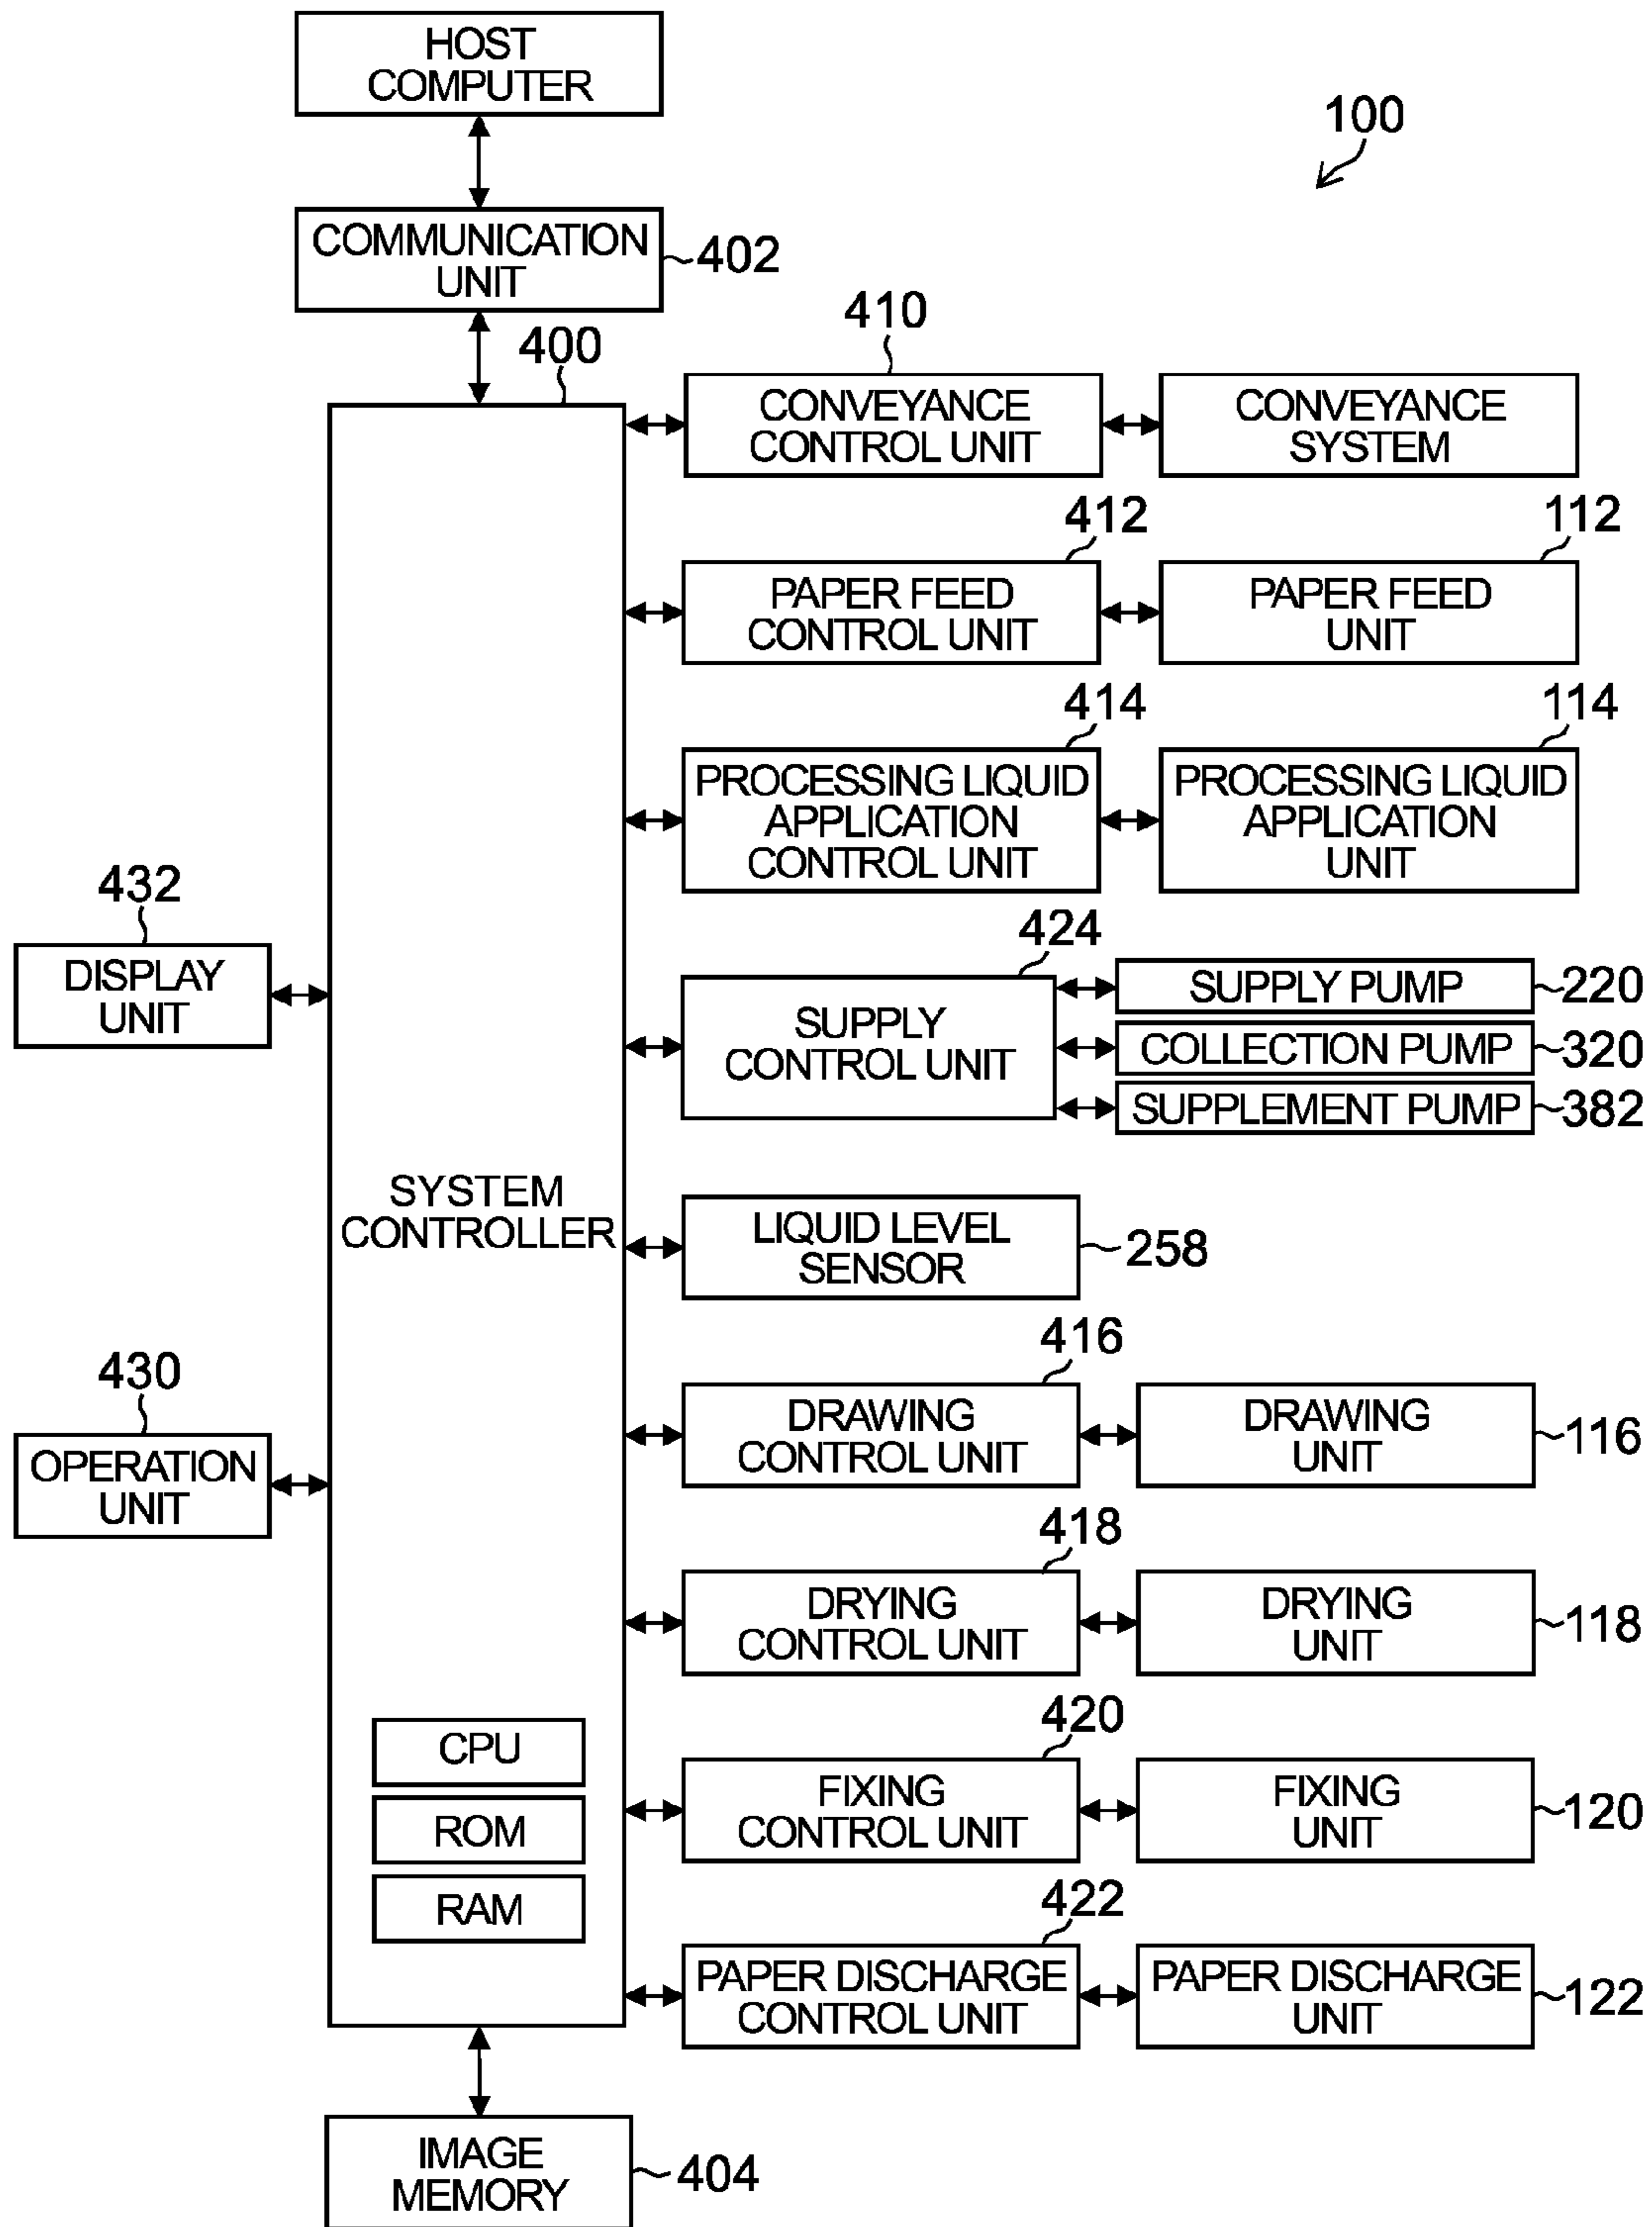 HOST
COMPUTER
100
COMMUNICATION
UNIT
402
400
410
CONVEYANCE
CONTROL UNIT
CONVEYANCE
SYSTEM
412
112
PAPER FEED
CONTROL UNIT
PAPER FEED
UNIT
414
114
PROCESSING LIQUID
APPLICATION
CONTROL UNIT
PROCESSING LIQUID
APPLICATION
UNIT
432
DISPLAY
UNIT
424
SUPPLY
CONTROL UNIT
SUPPLY PUMP
220
COLLECTION PUMP
320
SUPPLEMENT PUMP
382
SYSTEM
CONTROLLER
LIQUID LEVEL
SENSOR
258
430
OPERATION
UNIT
416
DRAWING
CONTROL UNIT
DRAWING
UNIT
116
418
DRYING
CONTROL UNIT
DRYING
UNIT
118
CPU
ROM
RAM
420
FIXING
CONTROL UNIT
FIXING
UNIT
120
422
PAPER DISCHARGE
CONTROL UNIT
PAPER DISCHARGE
UNIT
122
IMAGE
MEMORY
404